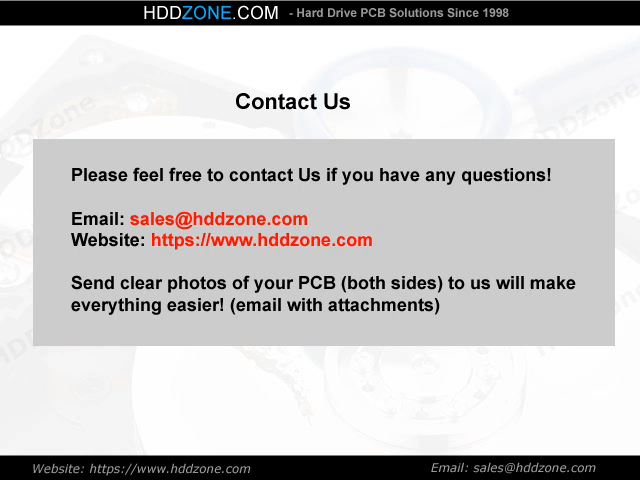 HDDZONE.COM - Hard Drive PCB Solutions Since 1998
HDDZone
HDDZone
Contact Us
Please feel free to contact Us if you have any questions!
Email: sales@hddzone.com
Website: https://www.hddzone.com
Send clear photos of your PCB (both sides) to us will make
everything easier! (email with attachments)
Website: https://www.hddzone.com
Email: sales@hddzone.com